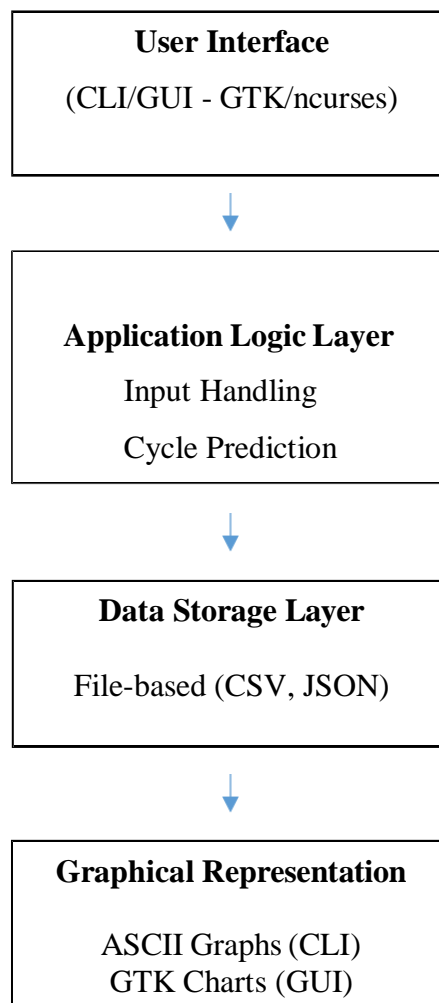 User Interface
(CLI/GUI - GTK/ncurses)
Application Logic Layer
Input Handling
Cycle Prediction
Data Storage Layer
File-based (CSV, JSON)
Graphical Representation
ASCII Graphs (CLI)
GTK Charts (GUI)